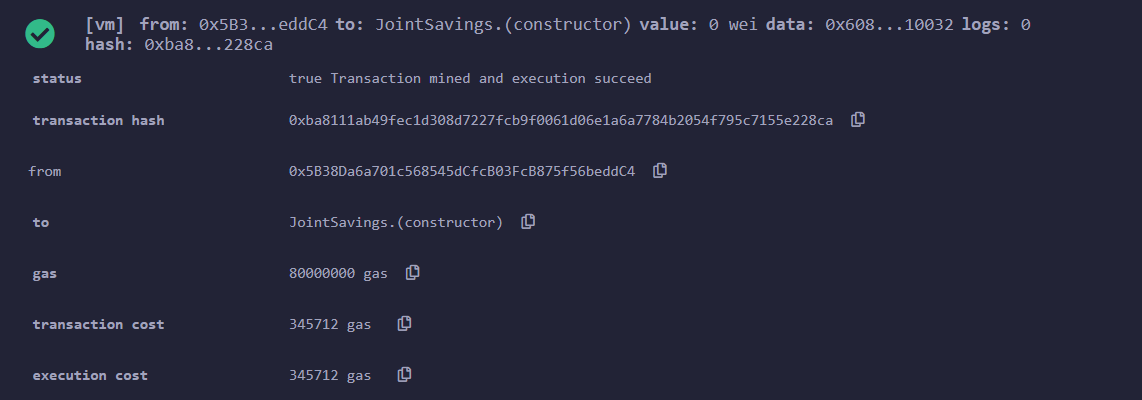 [vm] from: 0x5B3...eddC4 to: JointSavings.(constructor) value: 0 wei data: 0x608...10032 logs: 0
hash: 0xba8...228ca
status true Transaction mined and execution succeed
transaction hash 0xba8111ab49fec1d308d7227fcb9f0061d06e1a6a7784b2054f795c7155e228ca
from 0x5B38Da6a701c568545dCfcB03FcB875f56beddC4
to JointSavings.(constructor)
gas 80000000 gas
transaction cost 345712 gas
execution cost 345712 gas